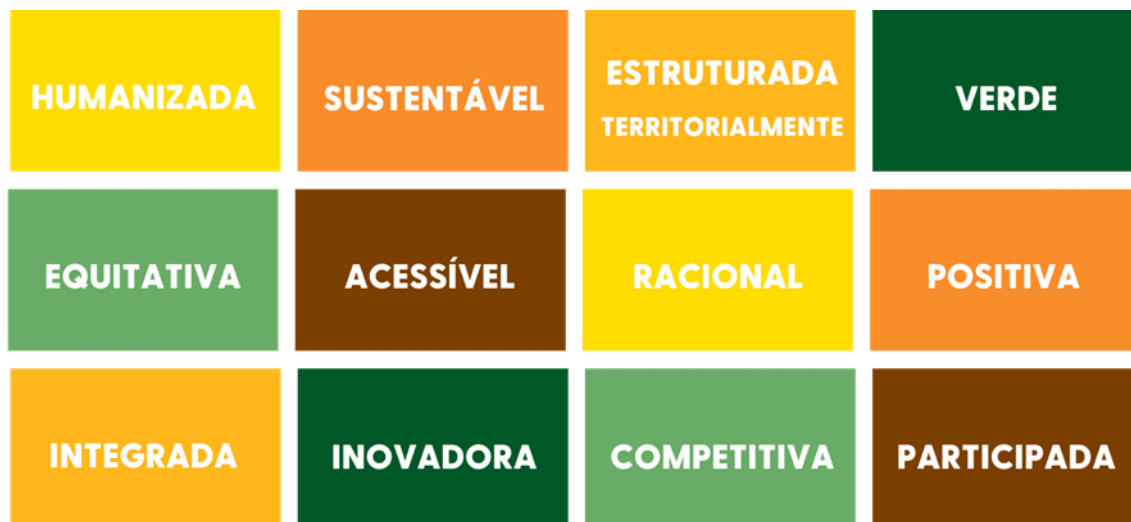 HUMANIZADA
SUSTENTÁVEL
ESTRUTURADA
TERRITORIALMENTE
VERDE
EQUITATIVA
ACESSÍVEL
RACIONAL
POSITIVA
INTEGRADA
INOVADORA
COMPETITIVA
PARTICIPADA